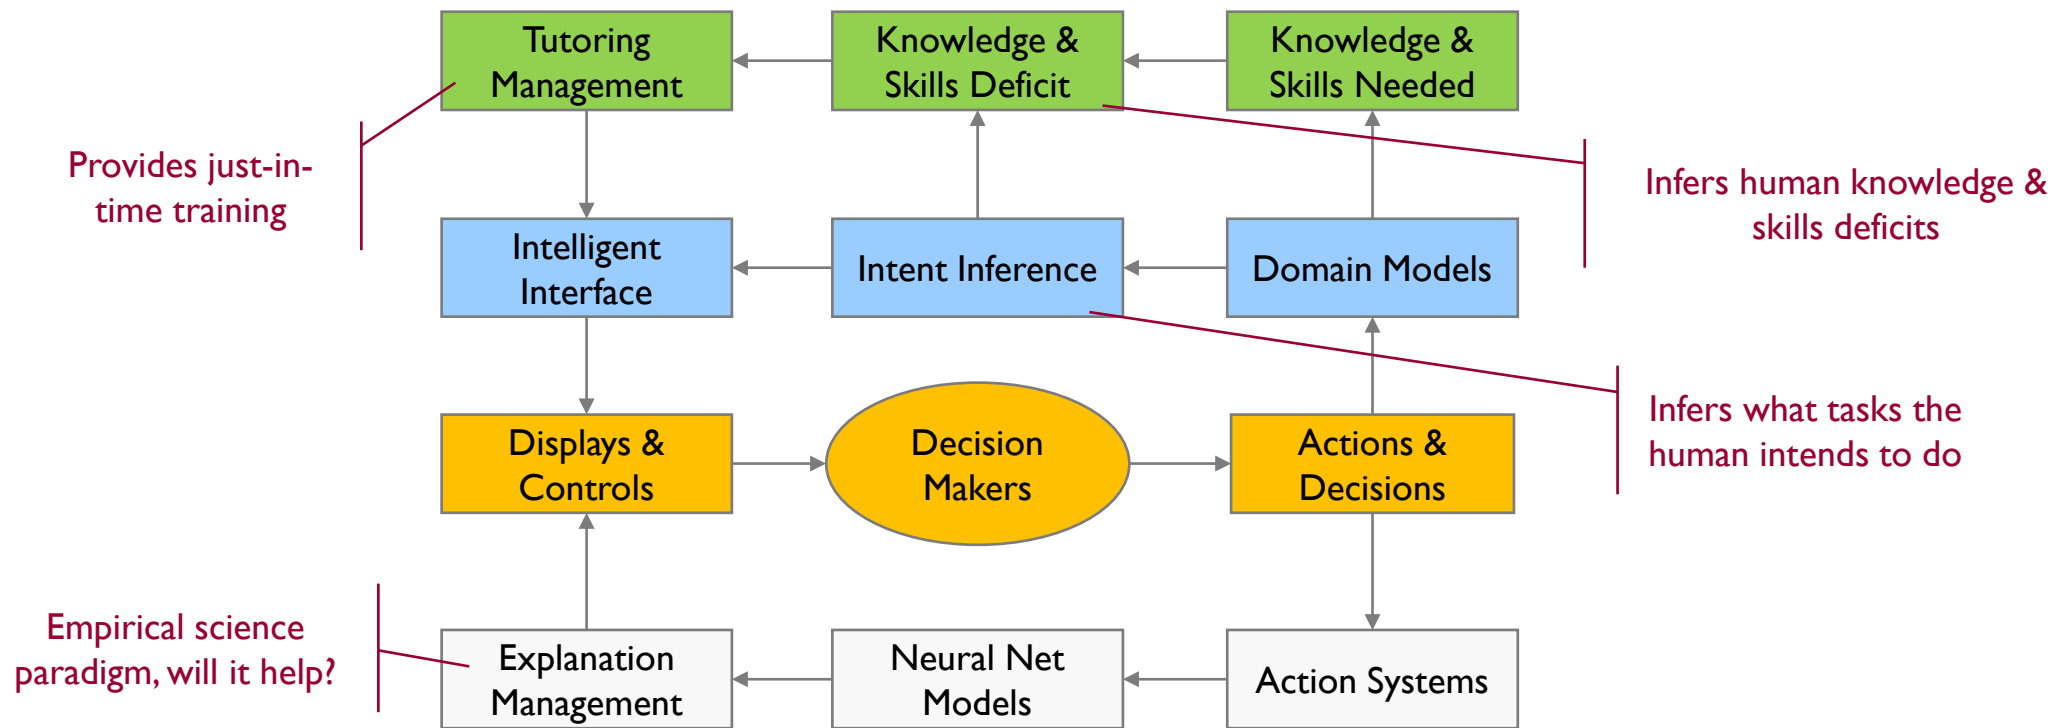 Tutoring
Management
Knowledge &
Skills Deficit
Knowledge &
Skills Needed
Provides just-in-
time training
Infers human knowledge &
skills deficits
Intelligent
Interface
Intent Inference
Domain Models
Displays &
Controls
Decision
Makers
Actions &
Decisions
Infers what tasks the
human intends to do
Empirical science
paradigm, will it help?
Explanation
Management
Neural Net
Models
Action Systems